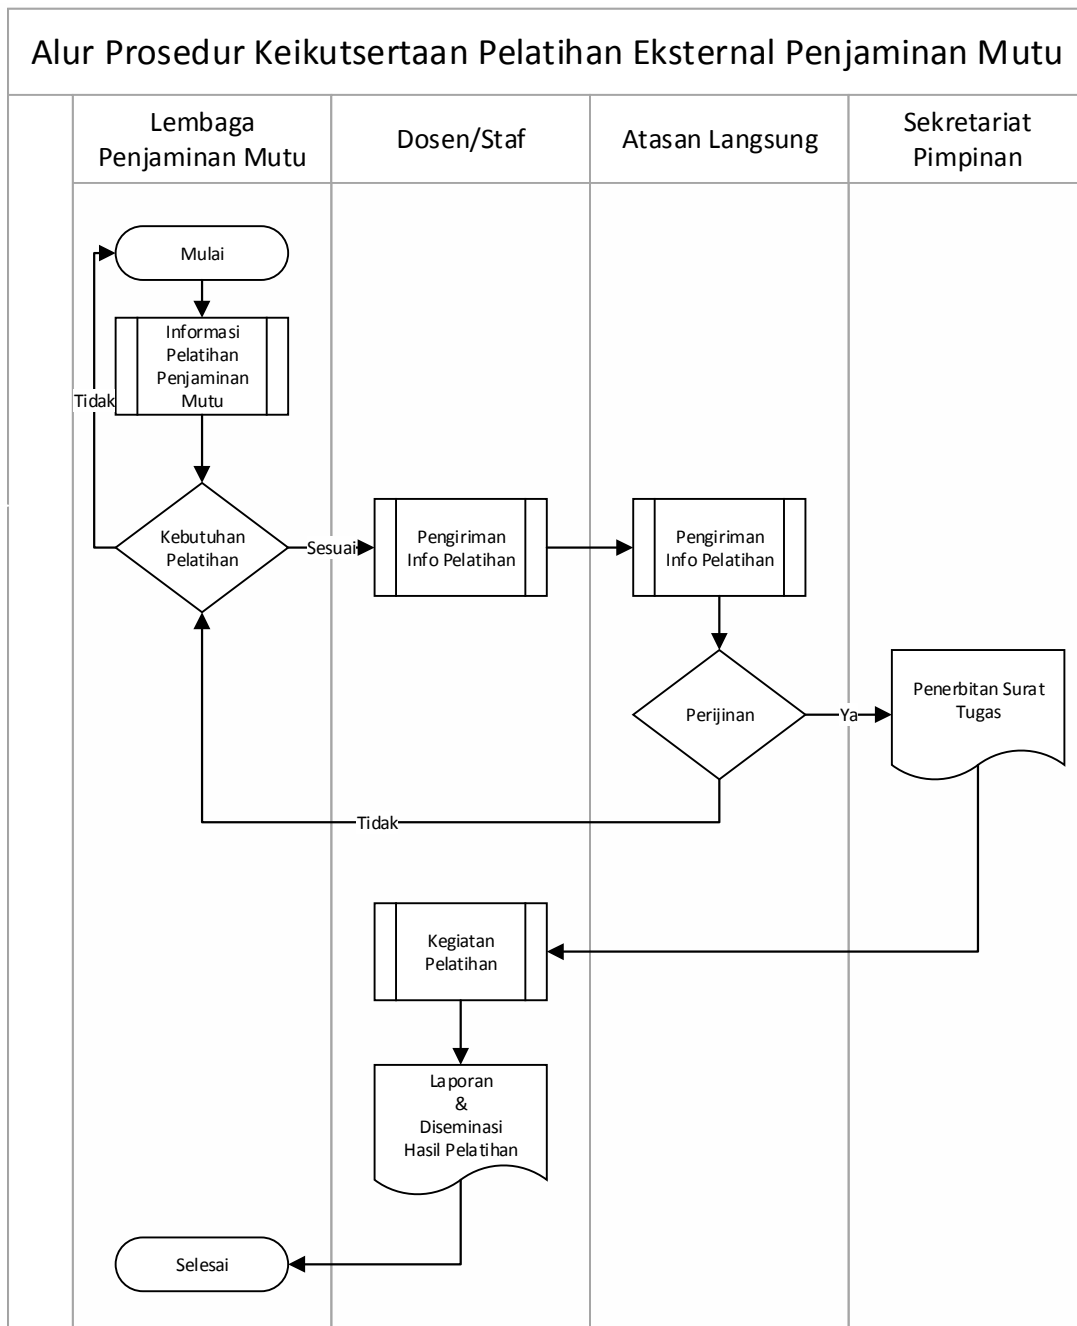 Alur Prosedur Keikutsertaan Pelatihan Eksternal Penjaminan Mutu
Lembaga
Penjaminan Mutu
Dosen/Staf
Atasan Langsung
Sekretariat
Pimpinan
Mulai
Informasi
Pelatihan
Penjaminan
Mutu
Tidak
Kebutuhan
Pelatihan
Sesuai
Pengiriman
Info Pelatihan
Pengiriman
Info Pelatihan
Perijinan
Ya
Penerbitan Surat
Tugas
Tidak
Kegiatan
Pelatihan
Laporan
&
Diseminasi
Hasil Pelatihan
Selesai